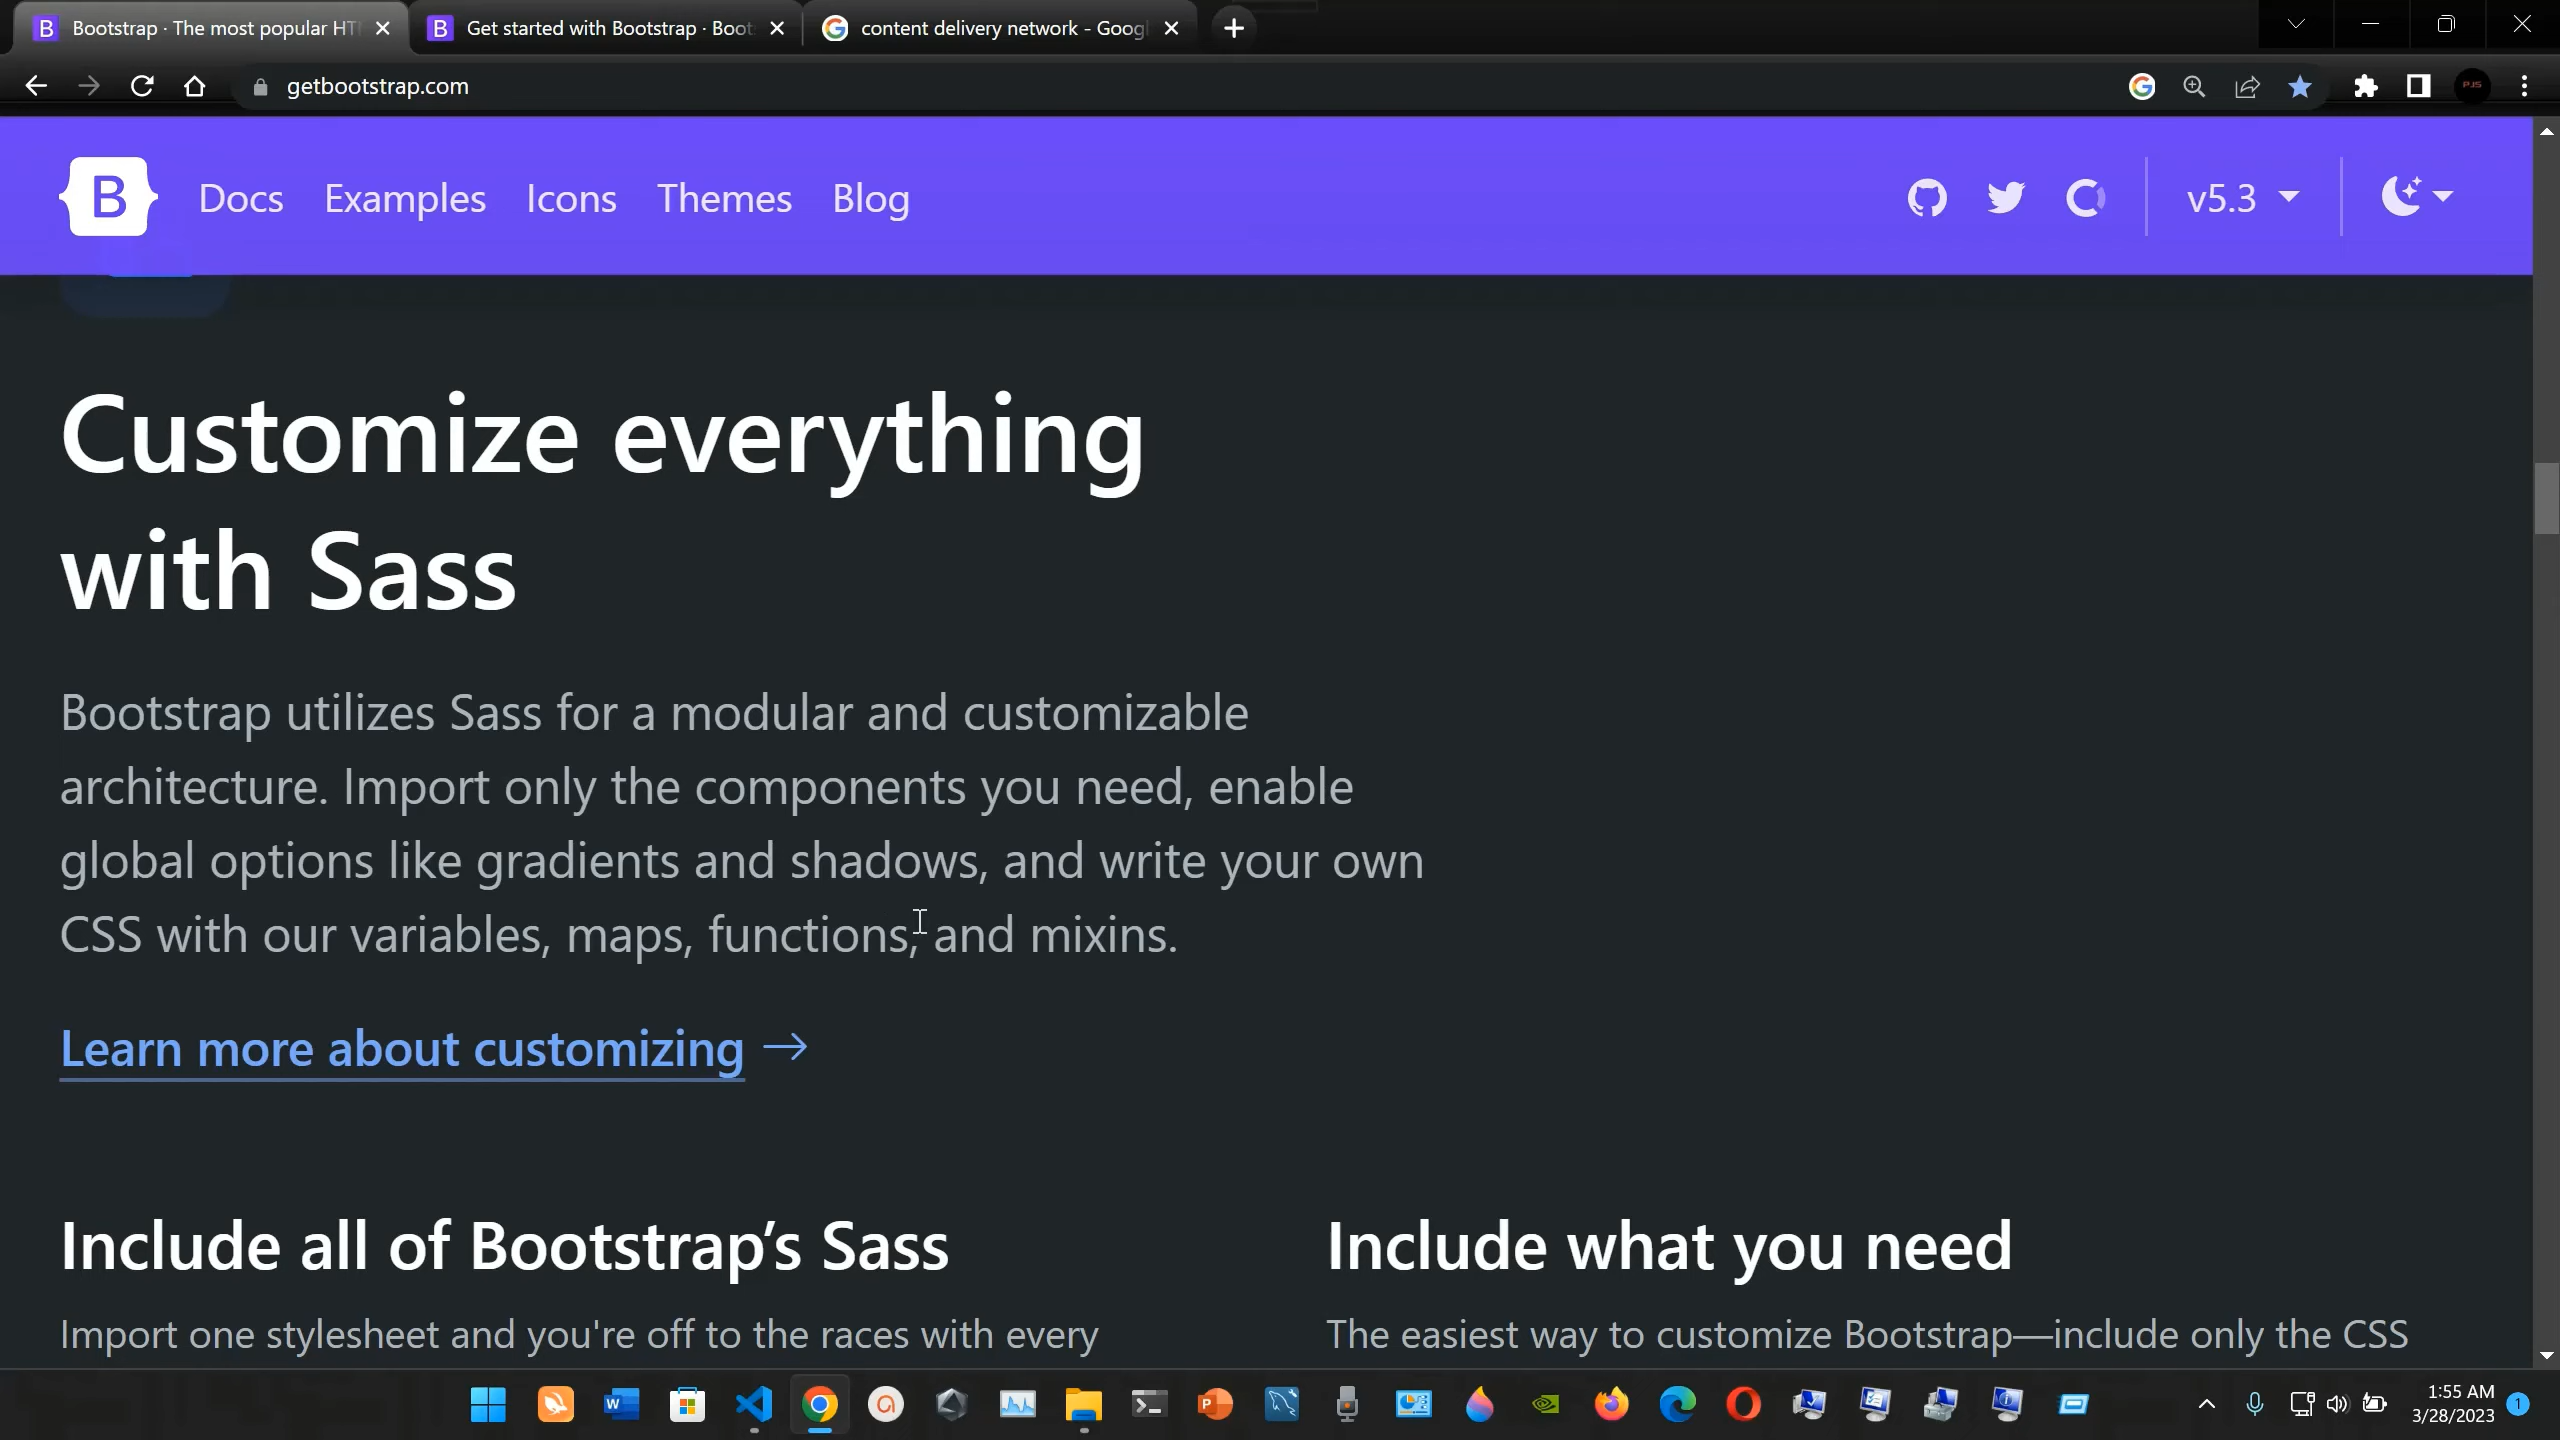 Bootstrap · The most popular HT
Get started with Bootstrap · Boot
content delivery network - Googl
getbootstrap.com
PJS
B Docs Examples Icons Themes Blog v5.3
Customize everything
with Sass
Bootstrap utilizes Sass for a modular and customizable
architecture. Import only the components you need, enable
global options like gradients and shadows, and write your own
CSS with our variables, maps, functions, and mixins.
Learn more about customizing →
Include all of Bootstrap’s Sass
Import one stylesheet and you're off to the races with every
Include what you need
The easiest way to customize Bootstrap—include only the CSS
1:55 AM
3/28/2023
1